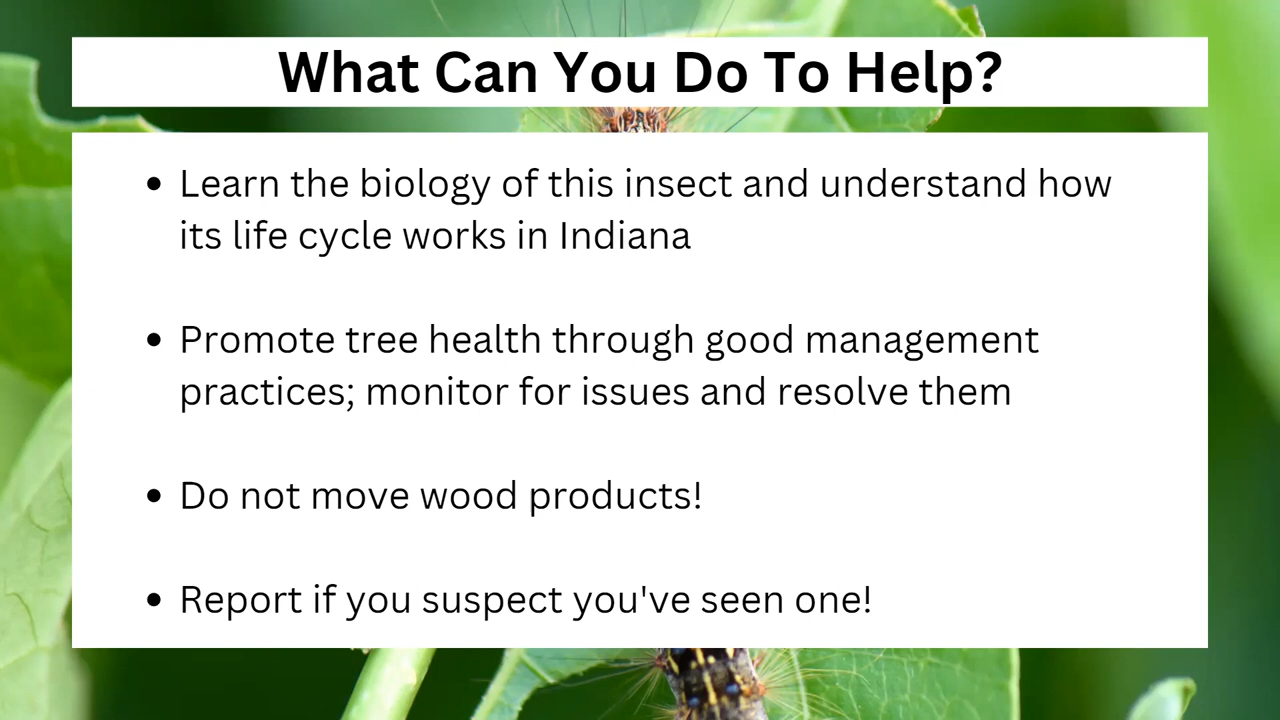 What Can You Do To Help?
• Learn the biology of this insect and understand how
its life cycle works in Indiana
• Promote tree health through good management
practices; monitor for issues and resolve them
• Do not move wood products!
• Report if you suspect you've seen one!